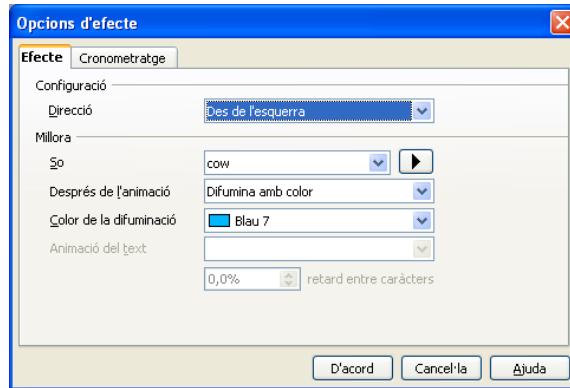 Opcions d'efecte
Efecte Cronometratge
Configuració
Direcció Des de l'esquerra
Millora
So cow
Després de l'animació Difumina amb color
Color de la difuminació Blau 7
Animació del text
0,0% retard entre caràcters
D'acord Cancel·la Ajuda